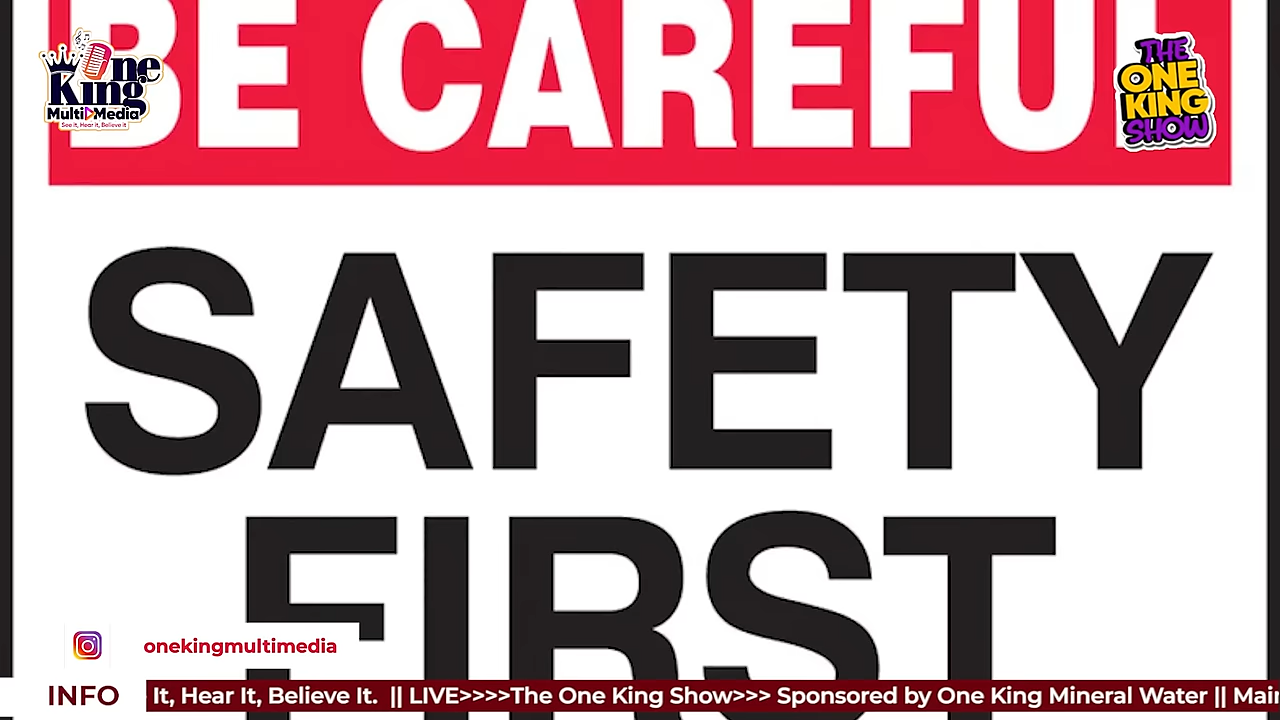 BE CAREFUL
One
King
MultiMedia
See it, Hear it, Believe it
THE
ONE
KING
SHOW
SAFETY
FIRST
onekingmultimedia
INFO
It, Hear It, Believe It. || LIVE>>>>The One King Show>>> Sponsored by One King Mineral Water || Mai